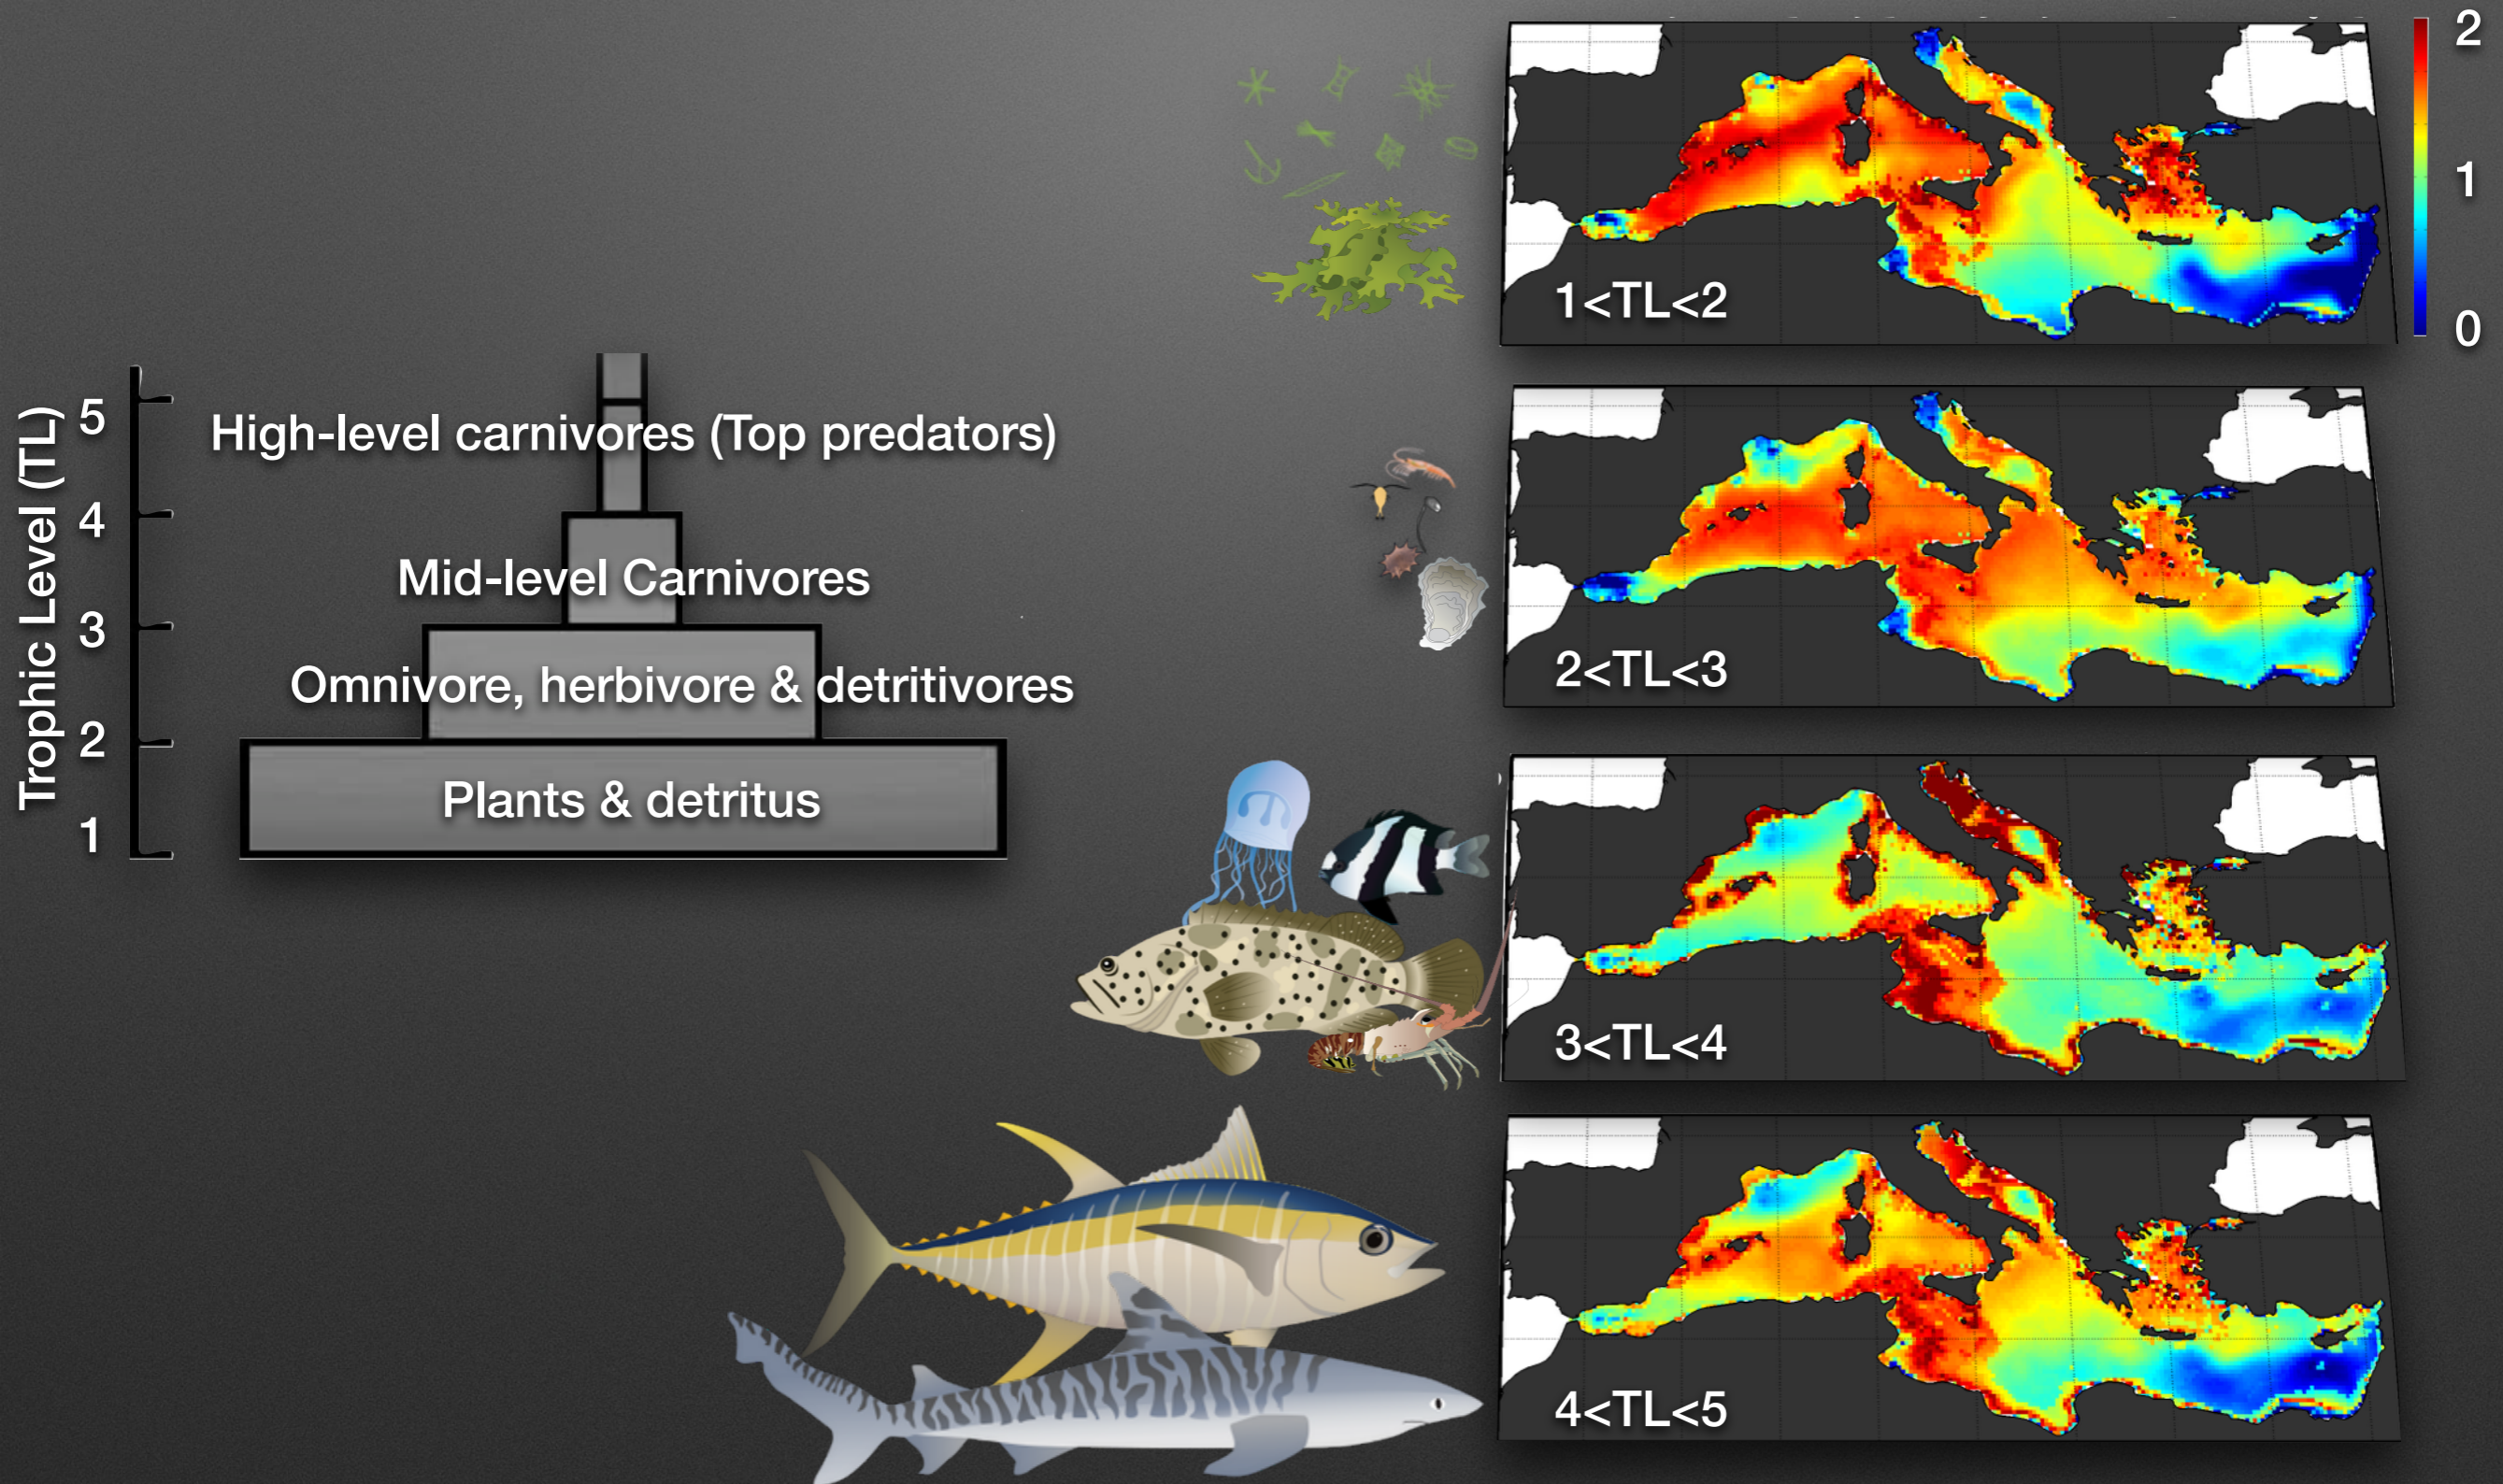 Trophic Level (TL)
5
4
3
2
1
High-level carnivores (Top predators)
Mid-level Carnivores
Omnivore, herbivore & detritivores
Plants & detritus
1<TL<2
2<TL<3
3<TL<4
4<TL<5
2
1
0